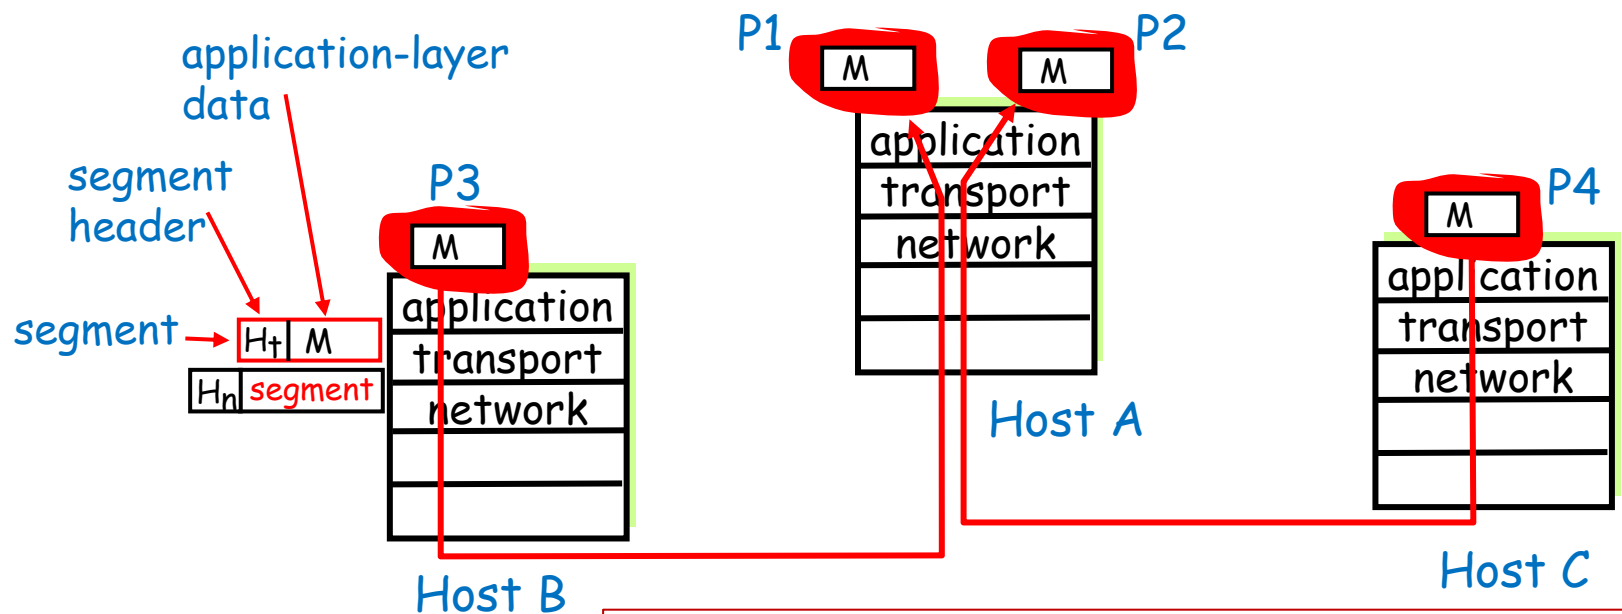 application-layer
data
segment
header
segment
Ht M
Hn segment
P3
M
application
transport
network
Host B
P1
M
P2
M
application
transport
network
Host A
P4
M
application
transport
network
Host C